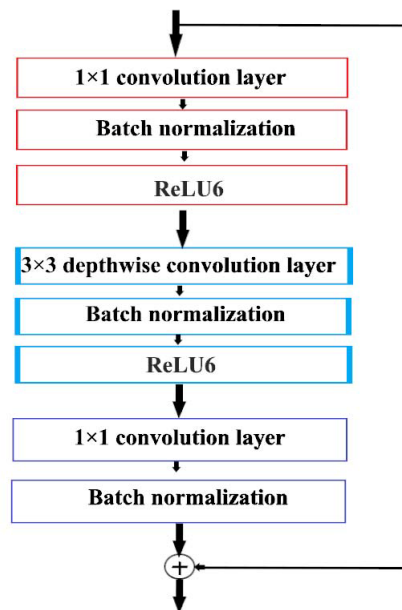 1×1 convolution layer
Batch normalization
ReLU6
3×3 depthwise convolution layer
Batch normalization
ReLU6
1×1 convolution layer
Batch normalization
+